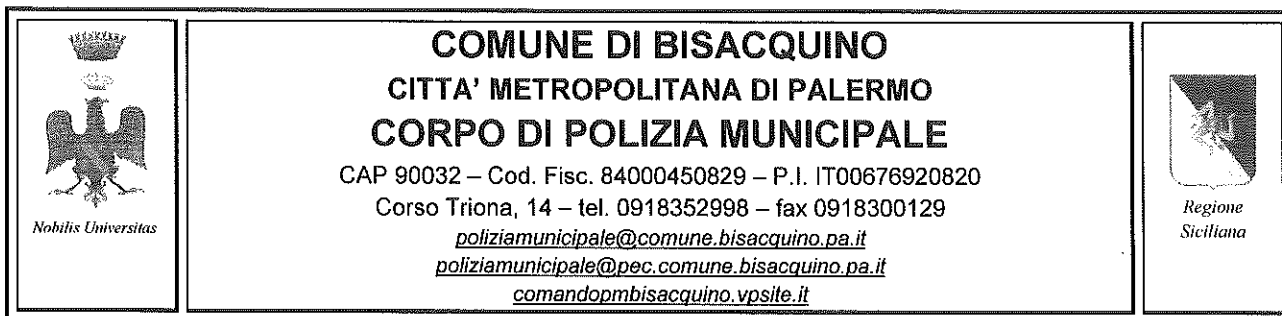 COMUNE DI BISACQUINO
CITTA' METROPOLITANA DI PALERMO
CORPO DI POLIZIA MUNICIPALE
CAP 90032 – Cod. Fisc. 84000450829 – P.I. IT00676920820
Corso Triona, 14 – tel. 0918352998 – fax 0918300129
poliziamunicipale@comune.bisacquino.pa.it
poliziamunicipale@pec.comune.bisacquino.pa.it
comandopmbisacquino.vpsite.it
Nobilis Universitas
Regione
Siciliana